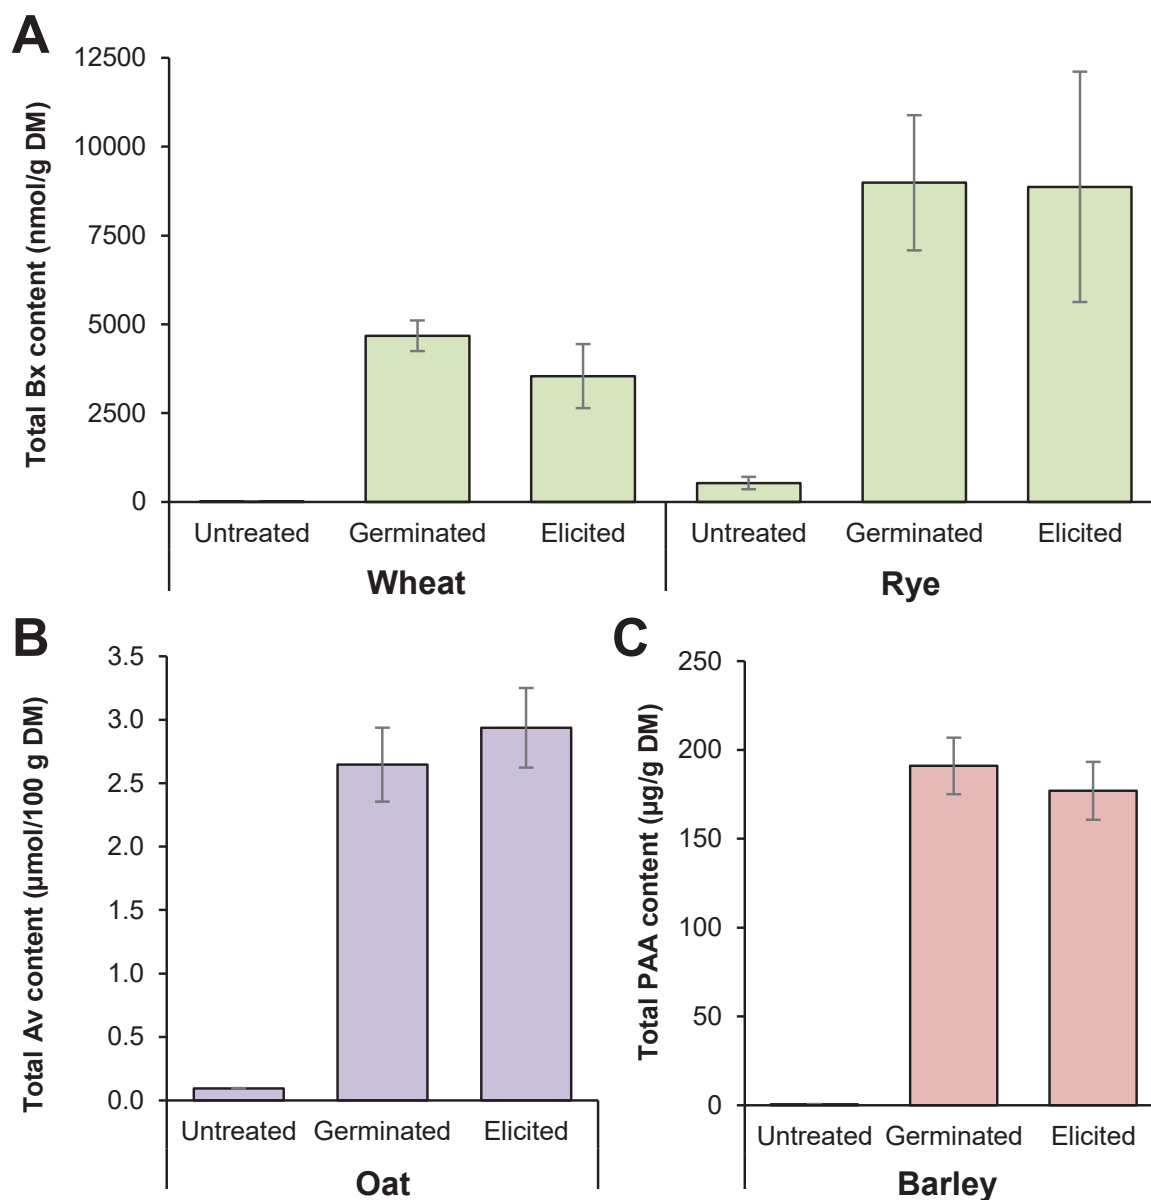 A
Total Bx content (nmol/g DM)
12500
10000
7500
5000
2500
0
Untreated Germinated Elicited Untreated Germinated Elicited
Wheat Rye
B
Total Av content (µmol/100 g DM)
3.5
3.0
2.5
2.0
1.5
1.0
0.5
0.0
Untreated Germinated Elicited
Oat
C
Total PAA content (µg/g DM)
250
200
150
100
50
0
Untreated Germinated Elicited
Barley